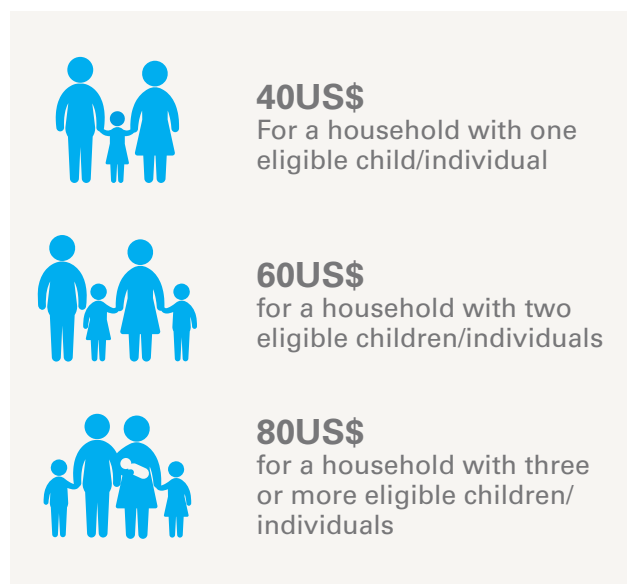 40US$
For a household with one
eligible child/individual
60US$
for a household with two
eligible children/individuals
80US$
for a household with three
or more eligible children/
individuals